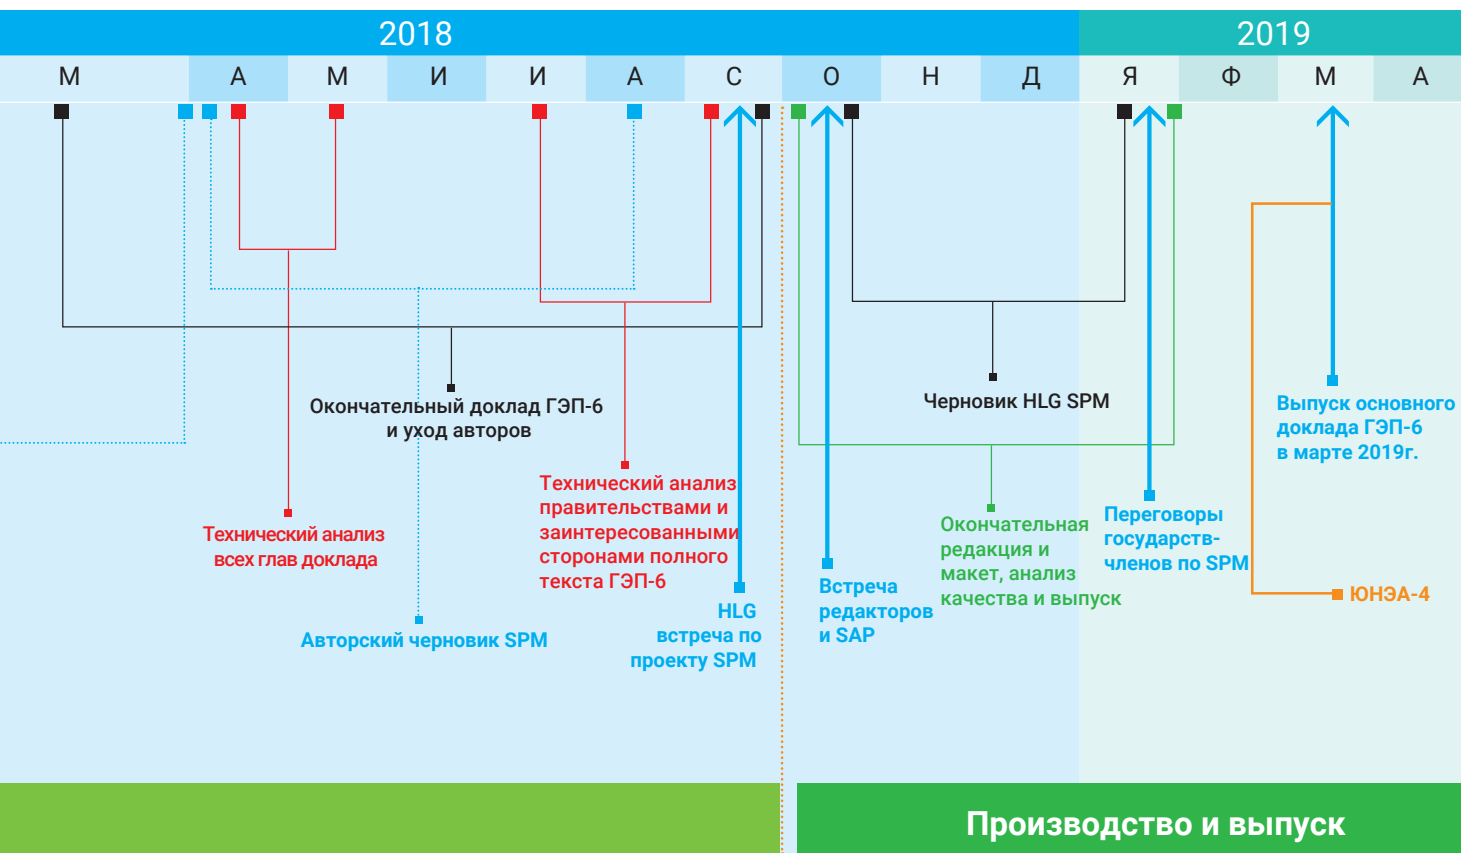 2018
2019
М А М И И А С О Н Д Я Ф М А
Окончательный доклад ГЭП-6
и уход авторов
Черновик HLG SPM
Выпуск основного
доклада ГЭП-6
в марте 2019г.
Технический анализ
всех глав доклада
Технический анализ
правительствами и
заинтересованными
сторонами полного
текста ГЭП-6
Окончательная
редакция и
макет, анализ
качества и выпуск
Переговоры
государств-
членов по SPM
Авторский черновик SPM
HLG
встреча по
проекту SPM
Встреча
редакторов
и SAP
ЮНЭА-4
Производство и выпуск